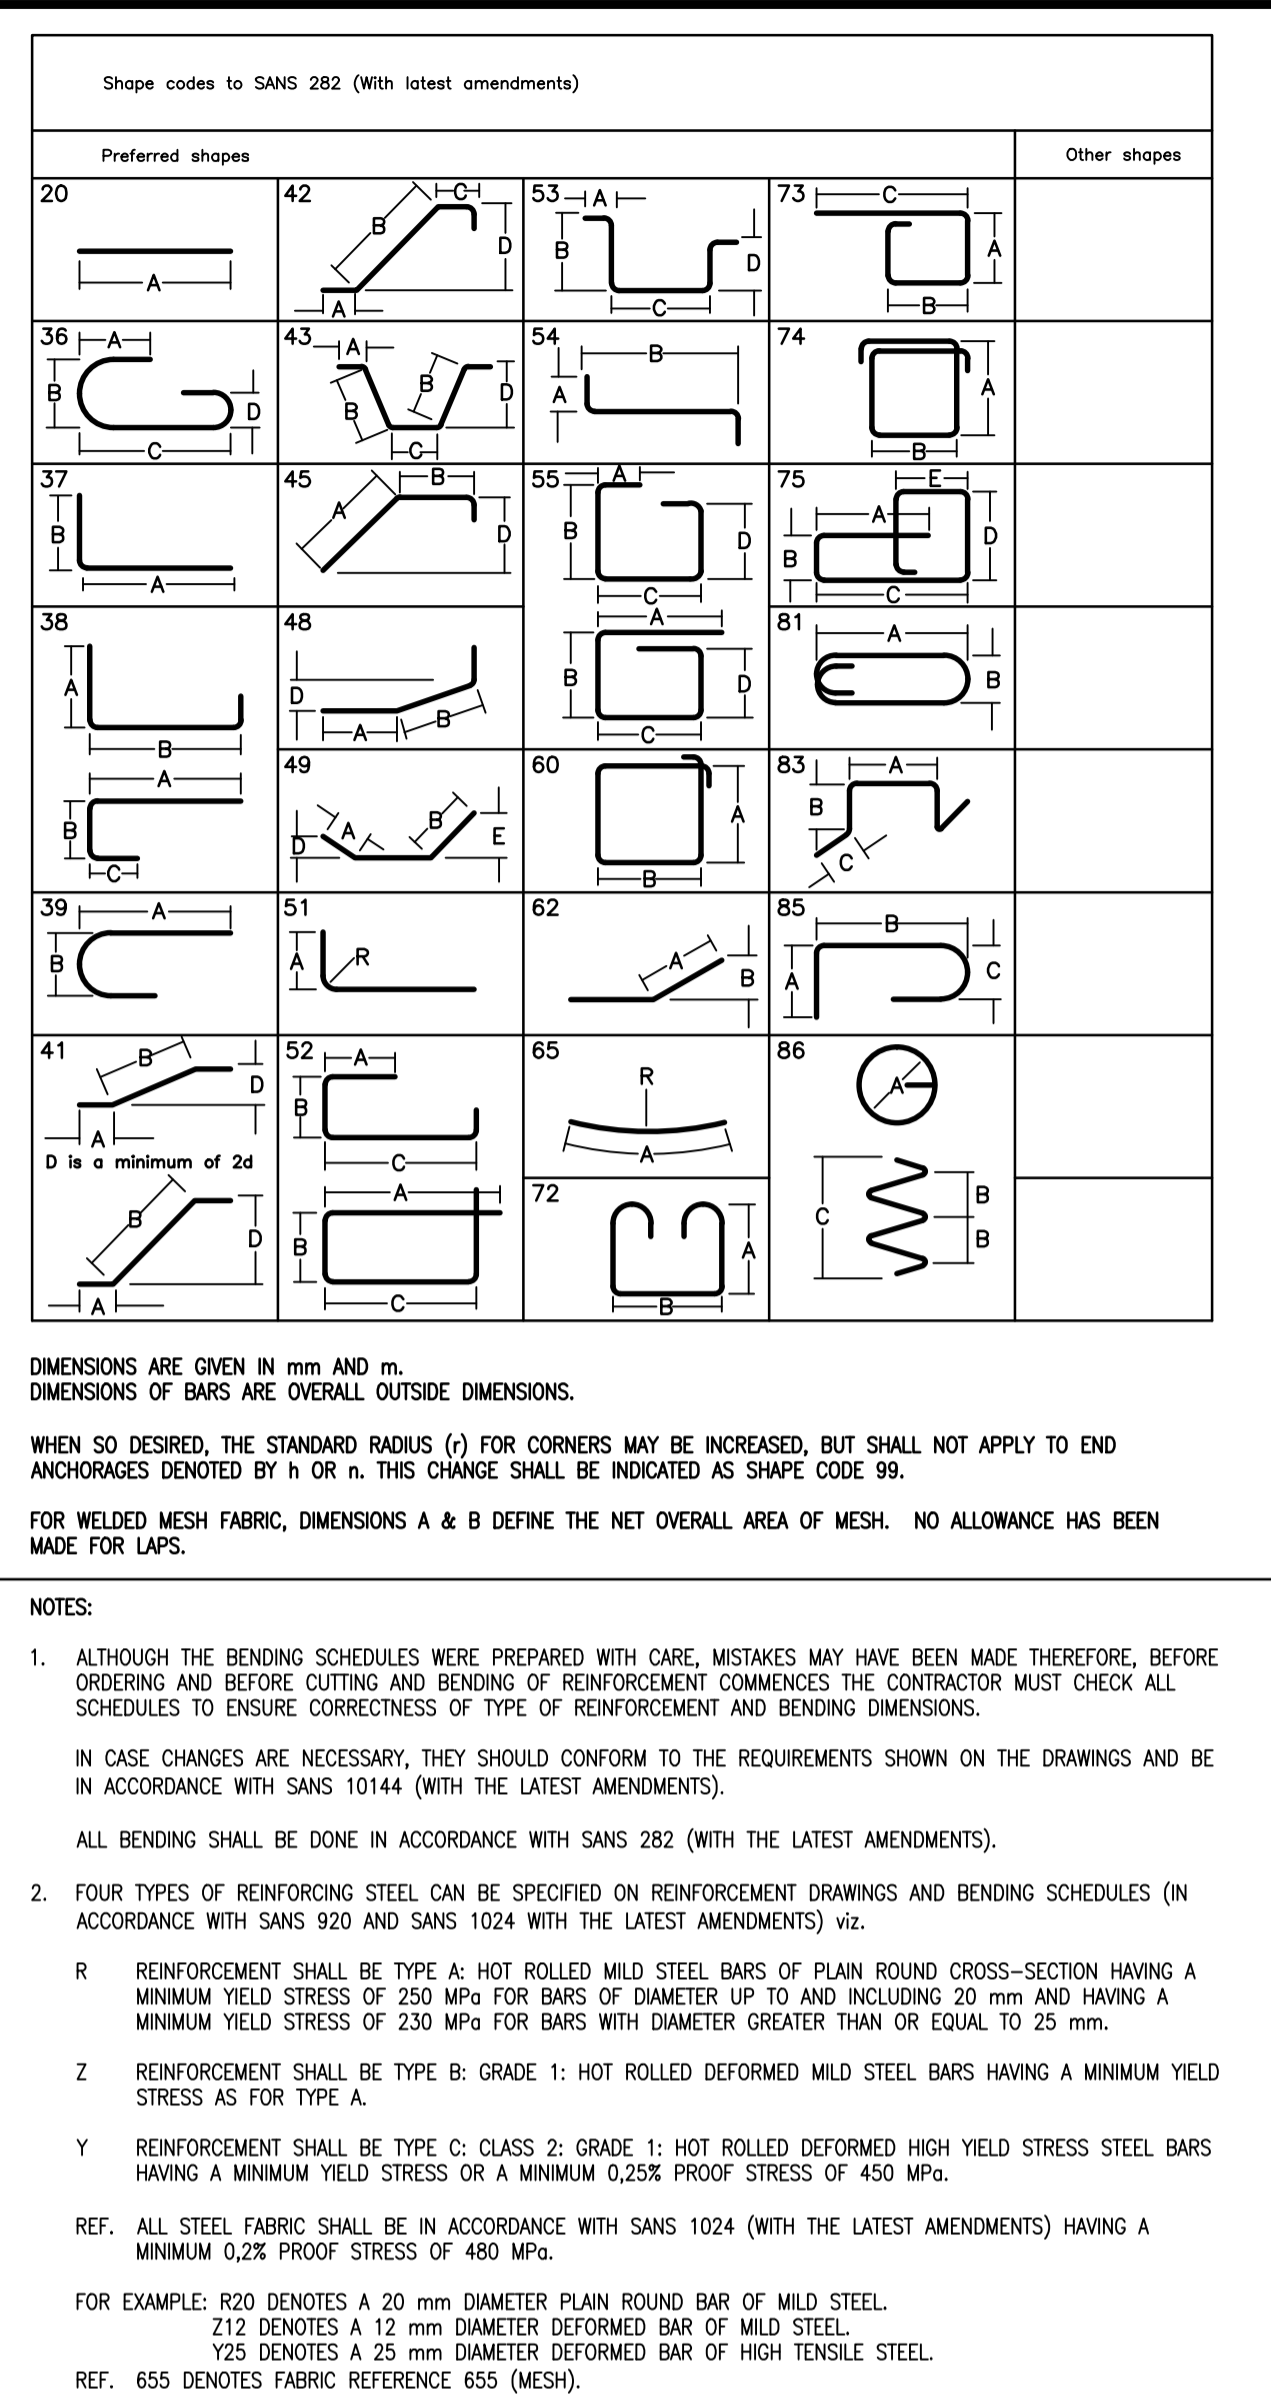 Shape codes to SANS 282 (With latest amendments)
Preferred shapes
Other shapes
20
A
42
A
B
C
D
53
A
B
C
D
73
C
A
B
36
A
B
C
D
43
A
B
B
C
D
54
A
B
74
A
B
37
B
A
45
A
B
D
55
A
B
C
D
A
B
C
D
75
E
A
B
C
D
38
A
B
A
B
C
48
D
A
B
81
A
B
49
D
A
B
E
60
A
B
83
A
B
C
39
A
B
51
A
R
62
A
B
85
B
A
C
41
B
D
A
D is a minimum of 2d
B
D
A
52
A
B
C
A
B
C
65
R
A
72
A
B
86
A
C
B
B
DIMENSIONS ARE GIVEN IN mm AND m.
DIMENSIONS OF BARS ARE OVERALL OUTSIDE DIMENSIONS.
WHEN SO DESIRED, THE STANDARD RADIUS (r) FOR CORNERS MAY BE INCREASED, BUT SHALL NOT APPLY TO END
ANCHORAGES DENOTED BY h OR n. THIS CHANGE SHALL BE INDICATED AS SHAPE CODE 99.
FOR WELDED MESH FABRIC, DIMENSIONS A & B DEFINE THE NET OVERALL AREA OF MESH. NO ALLOWANCE HAS BEEN
MADE FOR LAPS.
NOTES:
1. ALTHOUGH THE BENDING SCHEDULES WERE PREPARED WITH CARE, MISTAKES MAY HAVE BEEN MADE THEREFORE, BEFORE
ORDERING AND BEFORE CUTTING AND BENDING OF REINFORCEMENT COMMENCES THE CONTRACTOR MUST CHECK ALL
SCHEDULES TO ENSURE CORRECTNESS OF TYPE OF REINFORCEMENT AND BENDING DIMENSIONS.
IN CASE CHANGES ARE NECESSARY, THEY SHOULD CONFORM TO THE REQUIREMENTS SHOWN ON THE DRAWINGS AND BE
IN ACCORDANCE WITH SANS 10144 (WITH THE LATEST AMENDMENTS).
ALL BENDING SHALL BE DONE IN ACCORDANCE WITH SANS 282 (WITH THE LATEST AMENDMENTS).
2. FOUR TYPES OF REINFORCING STEEL CAN BE SPECIFIED ON REINFORCEMENT DRAWINGS AND BENDING SCHEDULES (IN
ACCORDANCE WITH SANS 920 AND SANS 1024 WITH THE LATEST AMENDMENTS) viz.
R REINFORCEMENT SHALL BE TYPE A: HOT ROLLED MILD STEEL BARS OF PLAIN ROUND CROSS-SECTION HAVING A
MINIMUM YIELD STRESS OF 250 MPa FOR BARS OF DIAMETER UP TO AND INCLUDING 20 mm AND HAVING A
MINIMUM YIELD STRESS OF 230 MPa FOR BARS WITH DIAMETER GREATER THAN OR EQUAL TO 25 mm.
Z REINFORCEMENT SHALL BE TYPE B: GRADE 1: HOT ROLLED DEFORMED MILD STEEL BARS HAVING A MINIMUM YIELD
STRESS AS FOR TYPE A.
Y REINFORCEMENT SHALL BE TYPE C: CLASS 2: GRADE 1: HOT ROLLED DEFORMED HIGH YIELD STRESS STEEL BARS
HAVING A MINIMUM YIELD STRESS OR A MINIMUM 0,25% PROOF STRESS OF 450 MPa.
REF. ALL STEEL FABRIC SHALL BE IN ACCORDANCE WITH SANS 1024 (WITH THE LATEST AMENDMENTS) HAVING A
MINIMUM 0,2% PROOF STRESS OF 480 MPa.
FOR EXAMPLE: R20 DENOTES A 20 mm DIAMETER PLAIN ROUND BAR OF MILD STEEL.
Z12 DENOTES A 12 mm DIAMETER DEFORMED BAR OF MILD STEEL.
Y25 DENOTES A 25 mm DIAMETER DEFORMED BAR OF HIGH TENSILE STEEL.
REF. 655 DENOTES FABRIC REFERENCE 655 (MESH).